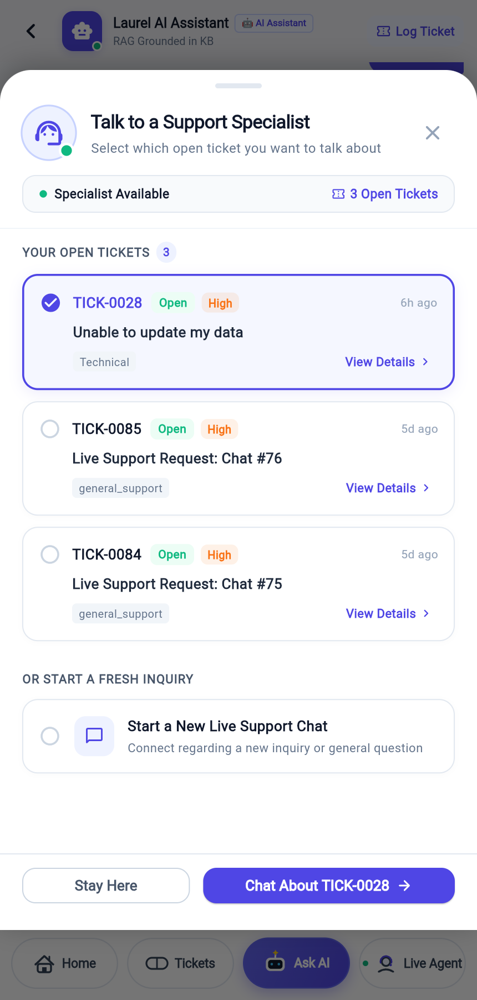 Laurel AI Assistant
🤖 AI Assistant
RAG Grounded in KB
Log Ticket
Talk to a Support Specialist
Select which open ticket you want to talk about
Specialist Available
3 Open Tickets
YOUR OPEN TICKETS 3
TICK-0028 Open High 6h ago
Unable to update my data
Technical View Details
TICK-0085 Open High 5d ago
Live Support Request: Chat #76
general_support View Details
TICK-0084 Open High 5d ago
Live Support Request: Chat #75
general_support View Details
OR START A FRESH INQUIRY
Start a New Live Support Chat
Connect regarding a new inquiry or general question
Stay Here
Chat About TICK-0028 →
Home Tickets Ask AI Live Agent